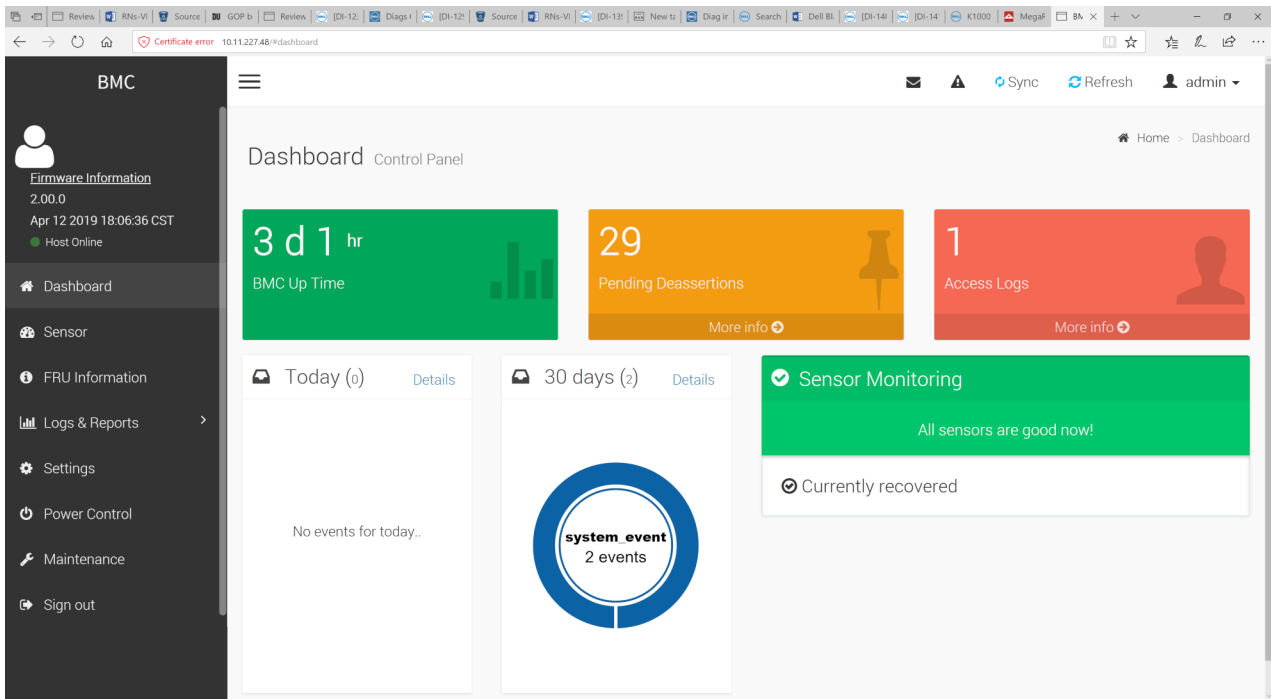 Review RNs-VI Source GOP b Review [DI-12: Diags I [DI-12! Source RNs-VI [DI-13! New ta Diag ir Search Dell Bl. [DI-14( [DI-14 K1000 MegaF BM
Certificate error 10.11.227.48/#dashboard
BMC
Sync Refresh admin
Home > Dashboard
Dashboard Control Panel
Firmware Information
2.00.0
Apr 12 2019 18:06:36 CST
Host Online
Dashboard
Sensor
FRU Information
Logs & Reports
Settings
Power Control
Maintenance
Sign out
3 d 1 hr
BMC Up Time
29
Pending Deassertions
More info
1
Access Logs
More info
Today (0) Details
No events for today..
30 days (2) Details
system_event
2 events
Sensor Monitoring
All sensors are good now!
Currently recovered